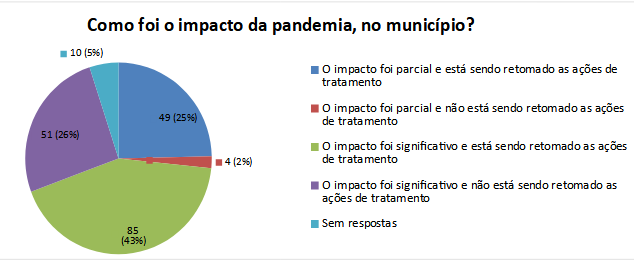 Como foi o impacto da pandemia, no município?
10 (5%)
49 (25%)
51 (26%)
4 (2%)
85
(43%)
O impacto foi parcial e está sendo retomado as ações de
tratamento
O impacto foi parcial e não está sendo retomado as ações
de tratamento
O impacto foi significativo e está sendo retomado as ações
de tratamento
O impacto foi significativo e não está sendo retomado as
ações de tratamento
Sem respostas